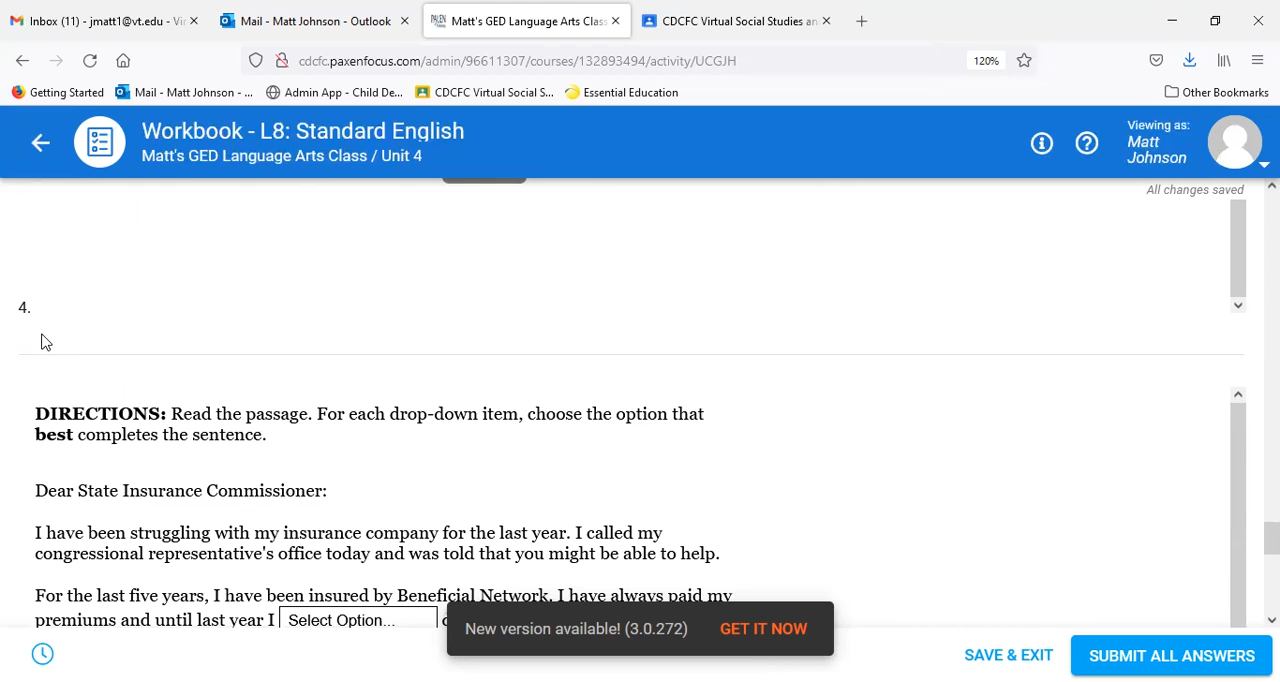 Inbox (11) - jmatt1@vt.edu - Vir
Mail - Matt Johnson - Outlook
Matt's GED Language Arts Class
CDCFC Virtual Social Studies an
cdcfc.paxenfocus.com/admin/96611307/courses/132893494/activity/UCGJH
120%
Getting Started
Mail - Matt Johnson - ...
Admin App - Child De...
CDCFC Virtual Social S...
Essential Education
Other Bookmarks
Workbook - L8: Standard English
Matt's GED Language Arts Class / Unit 4
Viewing as:
Matt
Johnson
All changes saved
4.
DIRECTIONS: Read the passage. For each drop-down item, choose the option that
best completes the sentence.
Dear State Insurance Commissioner:
I have been struggling with my insurance company for the last year. I called my
congressional representative's office today and was told that you might be able to help.
For the last five years, I have been insured by Beneficial Network. I have always paid my
premiums and until last year I Select Option...
New version available! (3.0.272) GET IT NOW
SAVE & EXIT
SUBMIT ALL ANSWERS